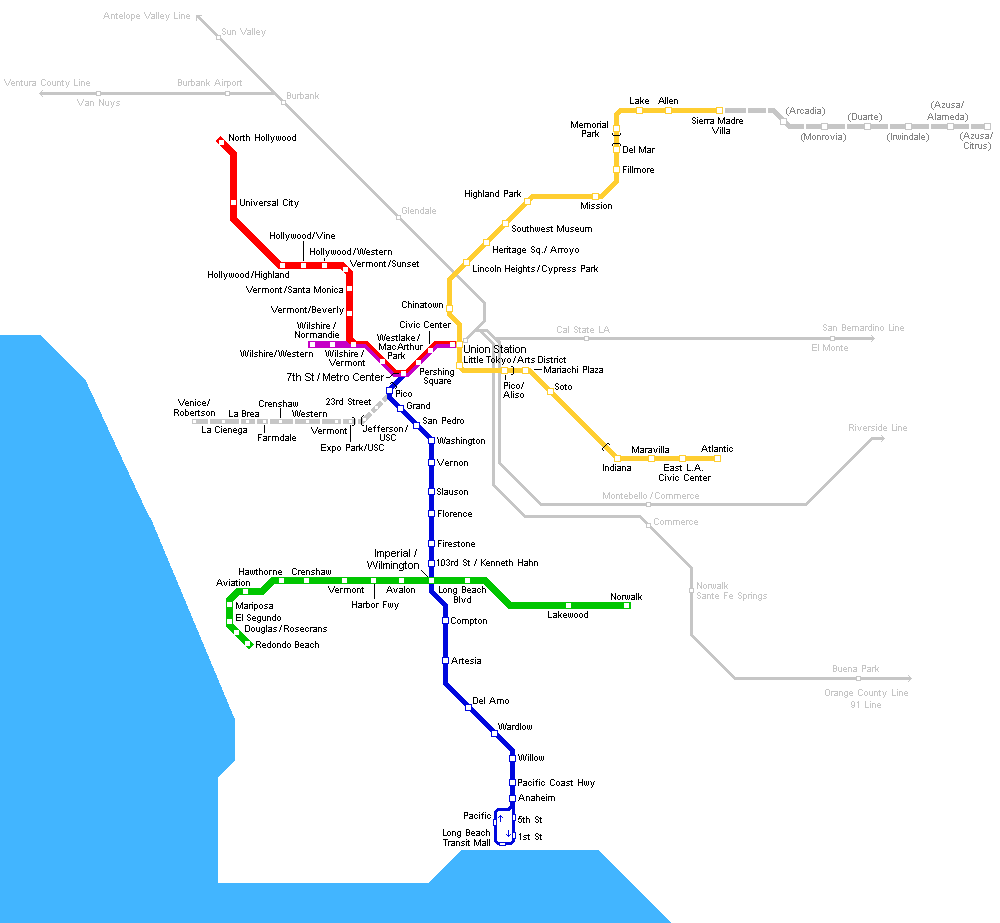 Antelope Valley Line
Sun Valley
Ventura County Line
Burbank Airport
Van Nuys
Burbank
Glendale
Lake
Allen
Sierra Madre
Villa
Memorial
Park
Del Mar
Fillmore
(Arcadia)
(Monrovia)
(Duarte)
(Irwindale)
(Azusa/
Alameda)
(Azusa/
Citrus)
North Hollywood
Universal City
Highland Park
Mission
Southwest Museum
Heritage Sq./ Arroyo
Lincoln Heights/Cypress Park
Chinatown
Hollywood/Vine
Hollywood/Western
Vermont/Sunset
Hollywood/Highland
Vermont/Santa Monica
Vermont/Beverly
Wilshire/
Normandie
Wilshire/Western
Wilshire/
Vermont
Westlake/
MacArthur
Park
Civic Center
Pershing
Square
7th St / Metro Center
Union Station
Little Tokyo/Arts District
Cal State LA
San Bernardino Line
El Monte
Pico/
Aliso
Mariachi Plaza
Soto
Indiana
Maravilla
East L.A.
Civic Center
Atlantic
Riverside Line
Montebello/Commerce
Commerce
Norwalk
Sante Fe Springs
Buena Park
Orange County Line
91 Line
Venice/
Robertson
La Cienega
La Brea
Farmdale
Crenshaw
Western
Vermont
Expo Park/USC
Jefferson/
USC
23rd Street
Pico
Grand
San Pedro
Washington
Vernon
Slauson
Florence
Firestone
103rd St / Kenneth Hahn
Imperial /
Wilmington
Hawthorne
Crenshaw
Aviation
Vermont
Harbor Fwy
Avalon
Long Beach
Blvd
Lakewood
Norwalk
Mariposa
El Segundo
Douglas/Rosecrans
Redondo Beach
Compton
Artesia
Del Amo
Wardlow
Willow
Pacific Coast Hwy
Anaheim
Pacific
5th St
Long Beach
Transit Mall
1st St